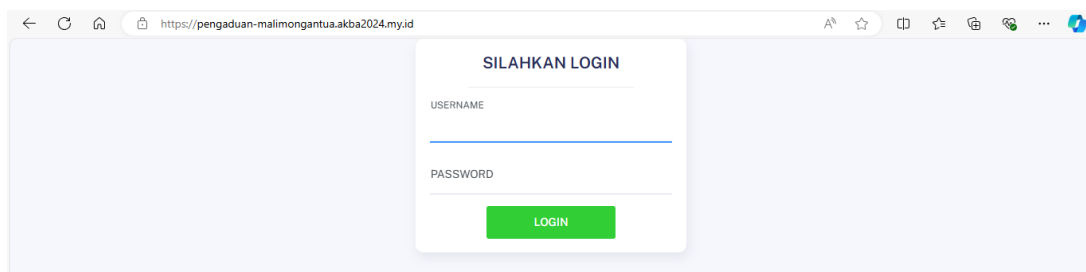 https://pengaduan-malimongantua.akba2024.my.id
SILAHKAN LOGIN
USERNAME
PASSWORD
LOGIN